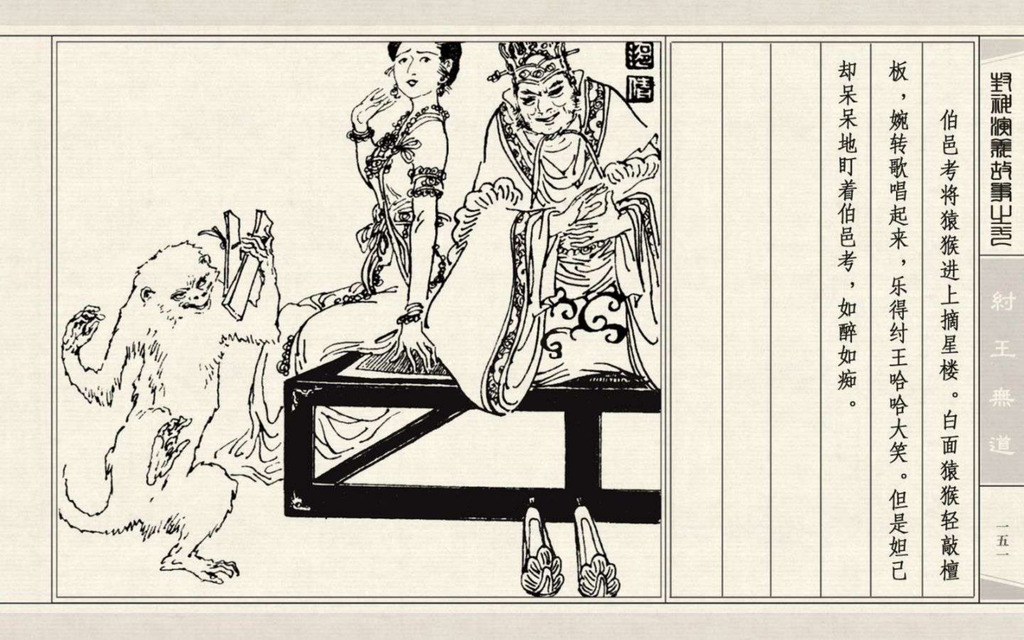 伯邑考将猿猴进上摘星楼。白面猿猴轻敲檀
板，婉转歌唱起来，乐得纣王哈哈大笑。但是妲己
却呆呆地盯着伯邑考，如醉如痴。
封神演义故事之六
紂王無道
一五一